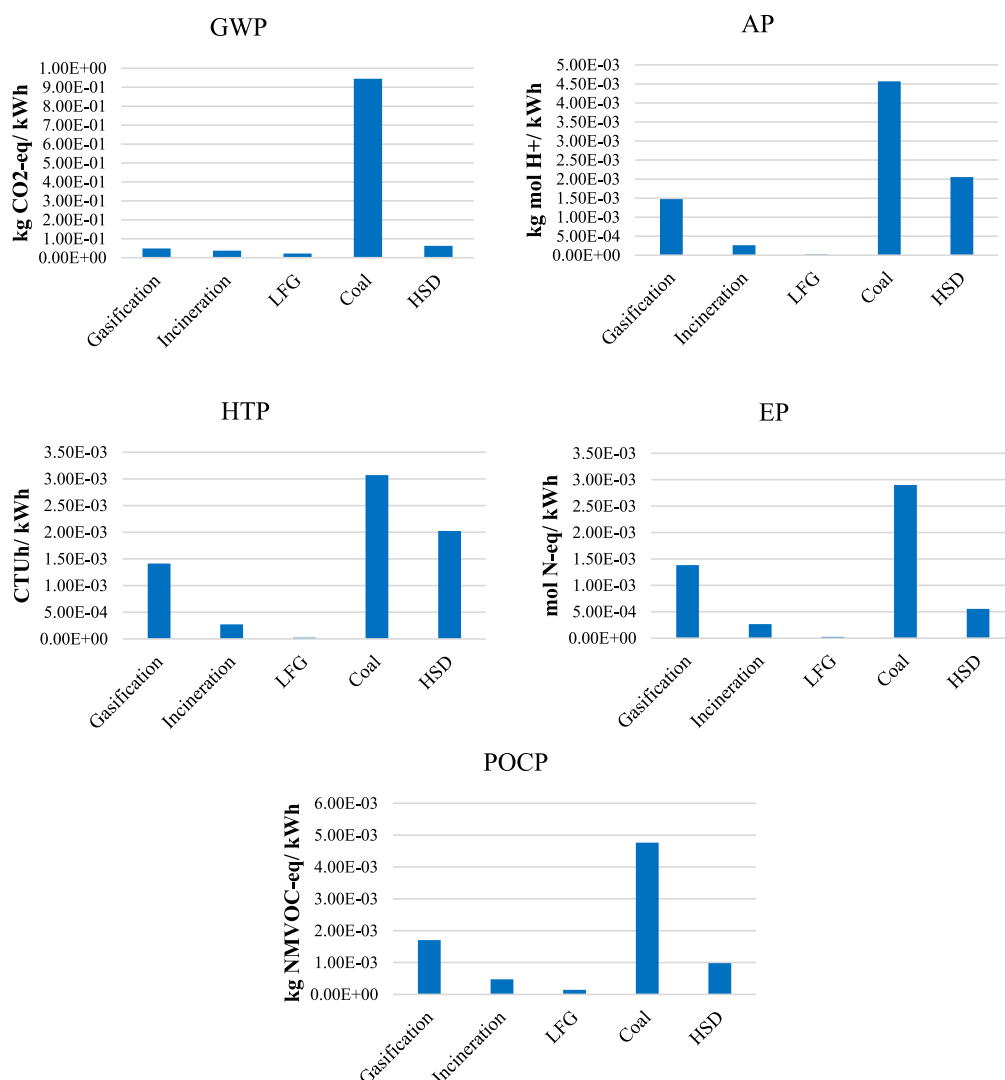 GWP
kg CO2-eq/ kWh
1.00E+00
9.00E-01
8.00E-01
7.00E-01
6.00E-01
5.00E-01
4.00E-01
3.00E-01
2.00E-01
1.00E-01
0.00E+00
Gasification
Incineration
LFG
Coal
HSD
AP
kg mol H+/ kWh
5.00E-03
4.50E-03
4.00E-03
3.50E-03
3.00E-03
2.50E-03
2.00E-03
1.50E-03
1.00E-03
5.00E-04
0.00E+00
Gasification
Incineration
LFG
Coal
HSD
HTP
CTUh/ kWh
3.50E-03
3.00E-03
2.50E-03
2.00E-03
1.50E-03
1.00E-03
5.00E-04
0.00E+00
Gasification
Incineration
LFG
Coal
HSD
EP
mol N-eq/ kWh
3.50E-03
3.00E-03
2.50E-03
2.00E-03
1.50E-03
1.00E-03
5.00E-04
0.00E+00
Gasification
Incineration
LFG
Coal
HSD
POCP
kg NMVOC-eq/ kWh
6.00E-03
5.00E-03
4.00E-03
3.00E-03
2.00E-03
1.00E-03
0.00E+00
Gasification
Incineration
LFG
Coal
HSD